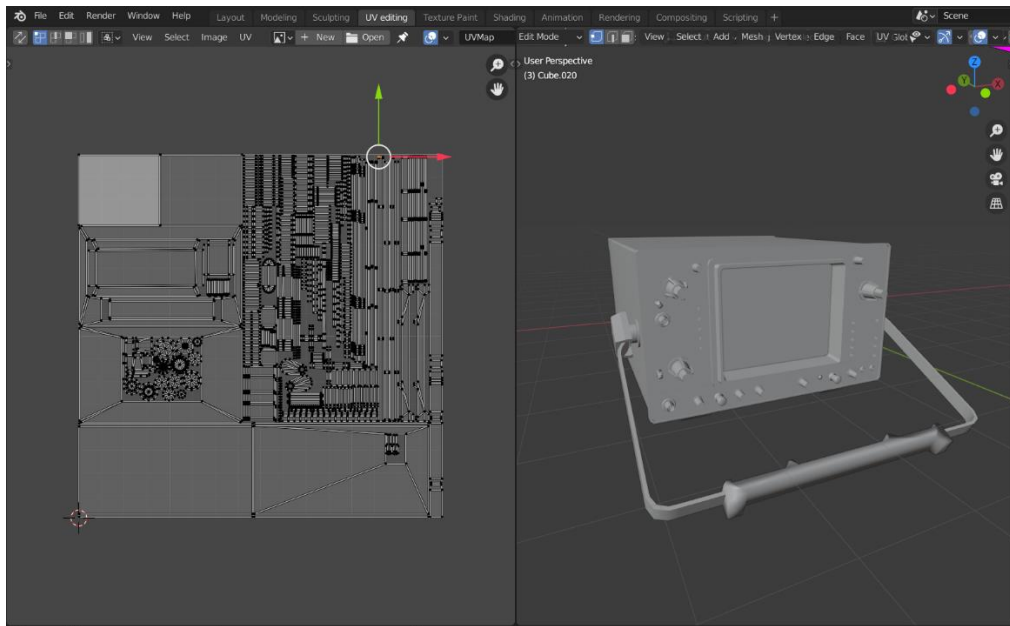 File Edit Render Window Help Layout Modeling Sculpting UV editing Texture Paint Shading Animation Rendering Compositing Scripting + Scene
View Select Image UV + New Open UVMap Edit Mode View Select Add Mesh Vertex Edge Face UV
User Perspective
(3) Cube.020
Z
Y
X